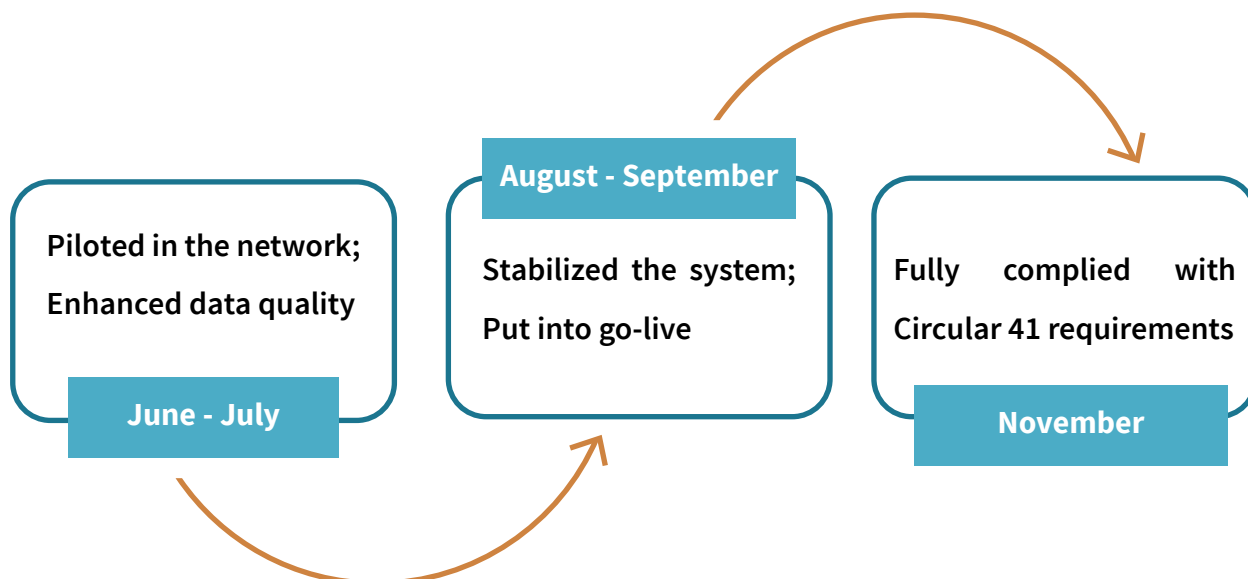 Piloted in the network;
Enhanced data quality
June - July
August - September
Stabilized the system;
Put into go-live
Fully complied with
Circular 41 requirements
November